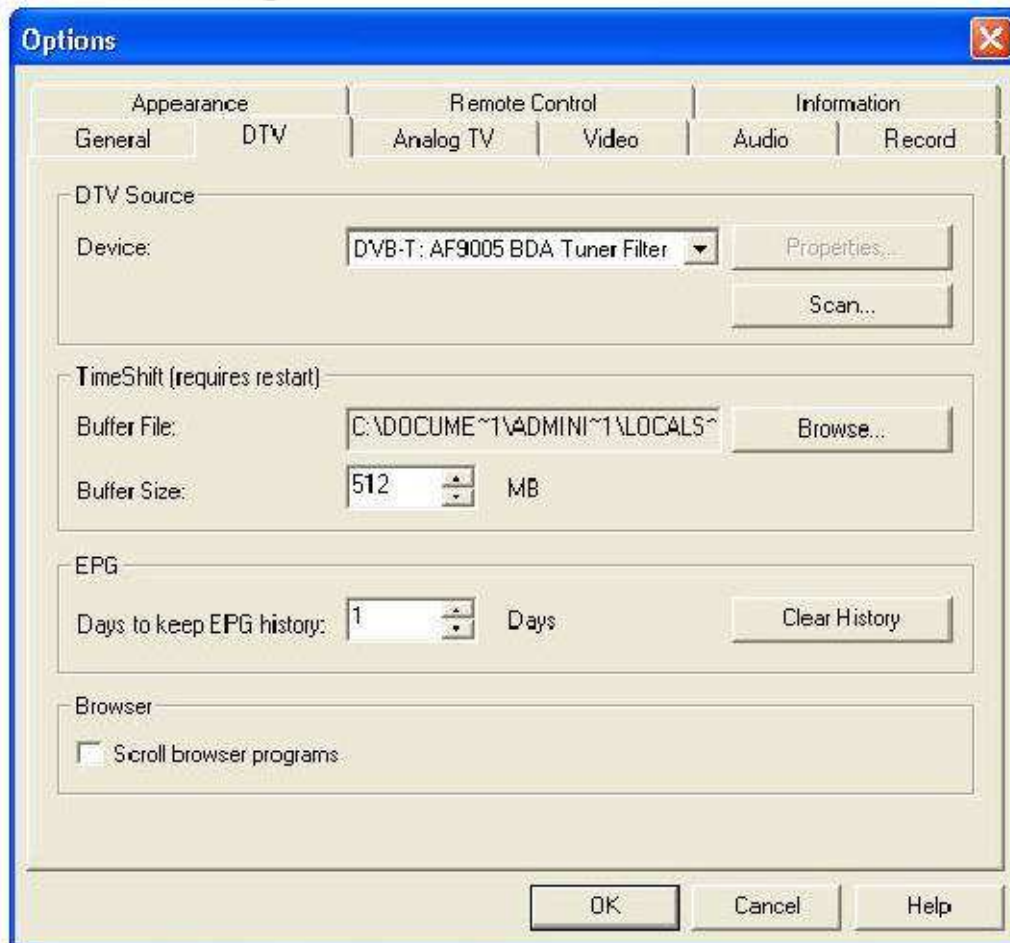 Options
Appearance Remote Control Information
General DTV Analog TV Video Audio Record
DTV Source
Device: DVB-T: AF9005 BDA Tuner Filter Properties...
Scan...
TimeShift (requires restart)
Buffer File: C:\DOCUME~1\ADMINI~1\LOCALS~ Browse...
Buffer Size: 512 MB
EPG
Days to keep EPG history: 1 Days Clear History
Browser
Scroll browser programs
OK Cancel Help